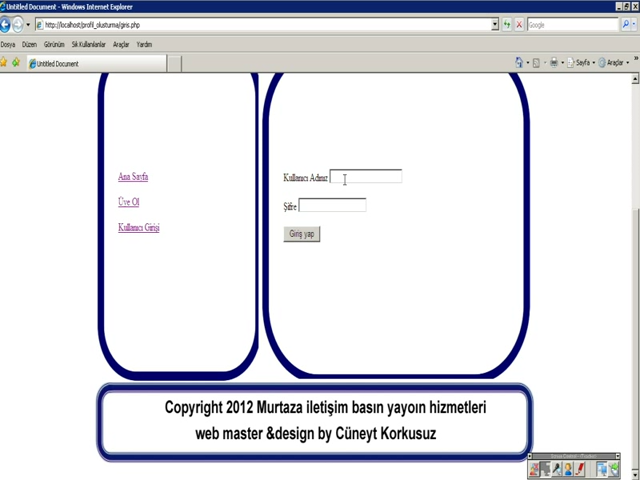 Untitled Document - Windows Internet Explorer
http://localhost/profil_olusturma/giris.php
Google
Dosya Düzen Görünüm Sık Kullanılanlar Araçlar Yardım
Untitled Document
Sayfa Araçlar
Ana Sayfa
Üye Ol
Kullanıcı Girişi
Kullanıcı Adınız
Şifre
Giriş yap
Copyright 2012 Murtaza iletişim basın yayoın hizmetleri
web master &design by Cüneyt Korkusuz